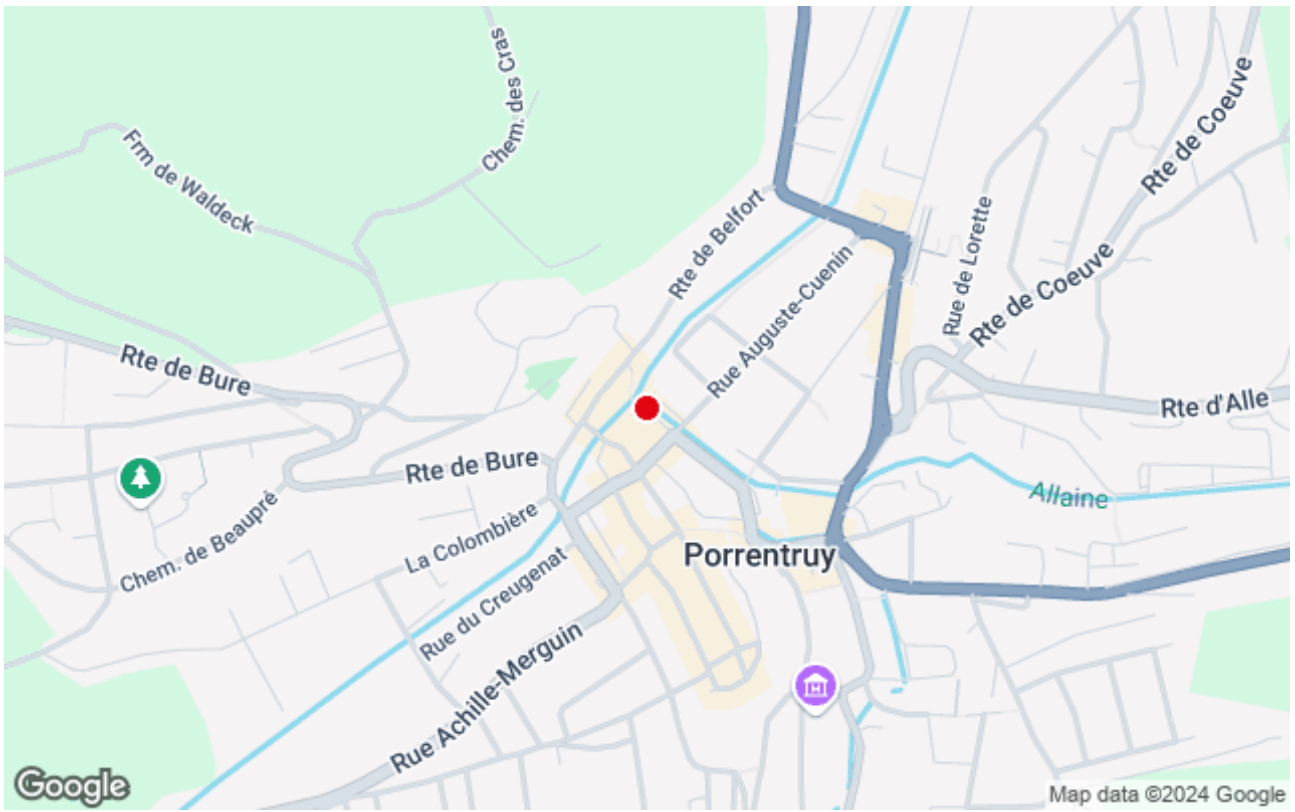 Chem. des Cras
Frm de Waldeck
Rte de Belfort
Rte de Coeuve
Rue de Lorette
Rte de Coeuve
Rue Auguste-Cuenin
Rte de Bure
Rte d'Alle
Rte de Bure
Allaine
Chem. de Beaupré
La Colombière
Porrentruy
Rue du Creugenat
Rue Achille-Merguin
H
Google
Map data ©2024 Google